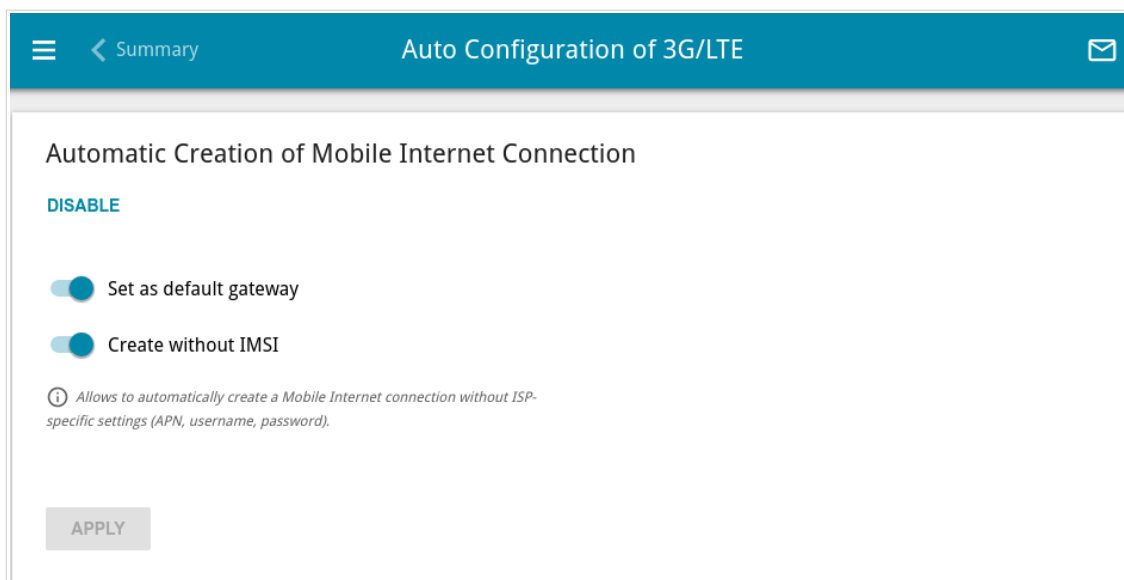 Summary
Auto Configuration of 3G/LTE
Automatic Creation of Mobile Internet Connection
DISABLE
Set as default gateway
Create without IMSI
Allows to automatically create a Mobile Internet connection without ISP-
specific settings (APN, username, password).
APPLY